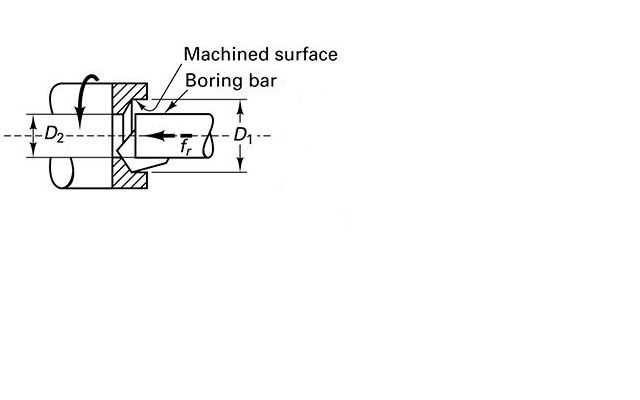 Machined surface
Boring bar
D₂
D₁
fᵣ